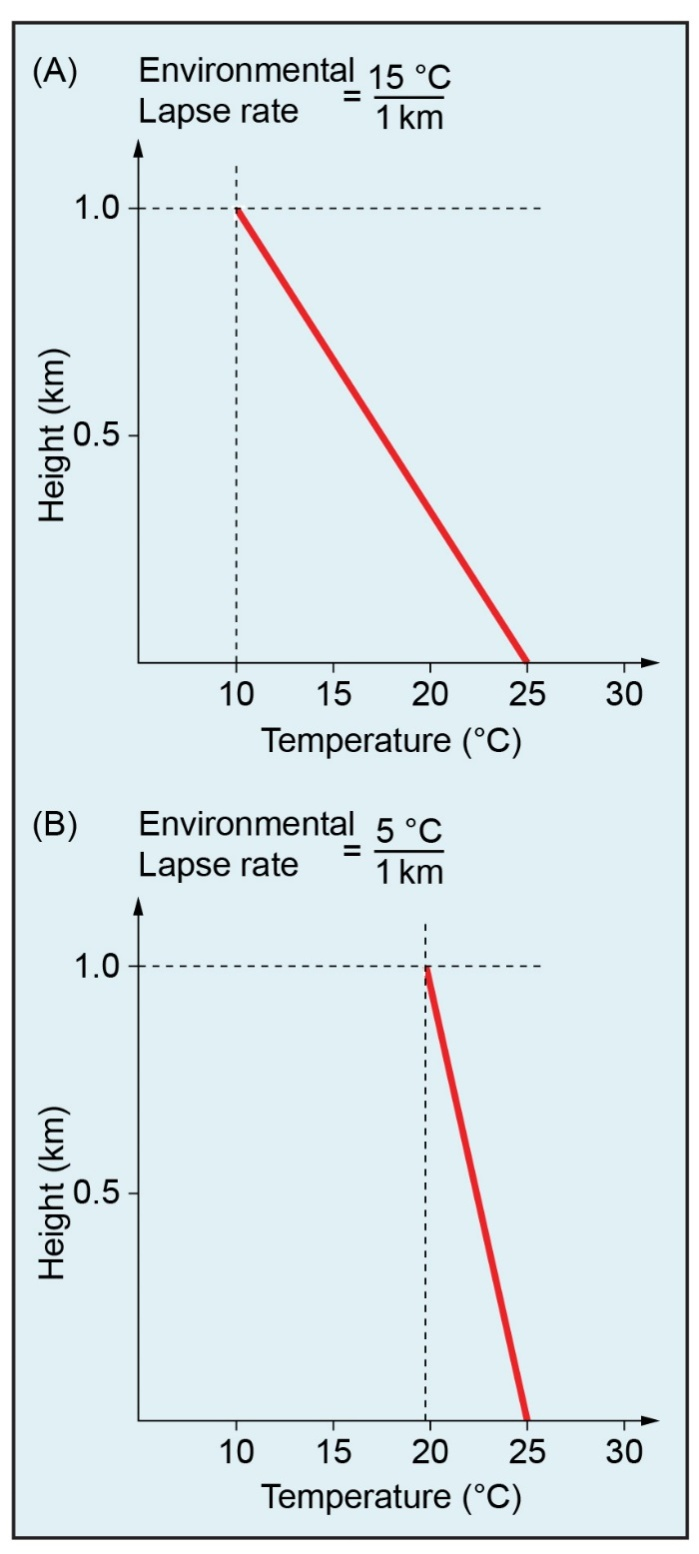 (A)
Environmental
Lapse rate = 15 °C
1 km
1.0
0.5
Height (km)
10 15 20 25 30
Temperature (°C)
(B)
Environmental
Lapse rate = 5 °C
1 km
1.0
0.5
Height (km)
10 15 20 25 30
Temperature (°C)